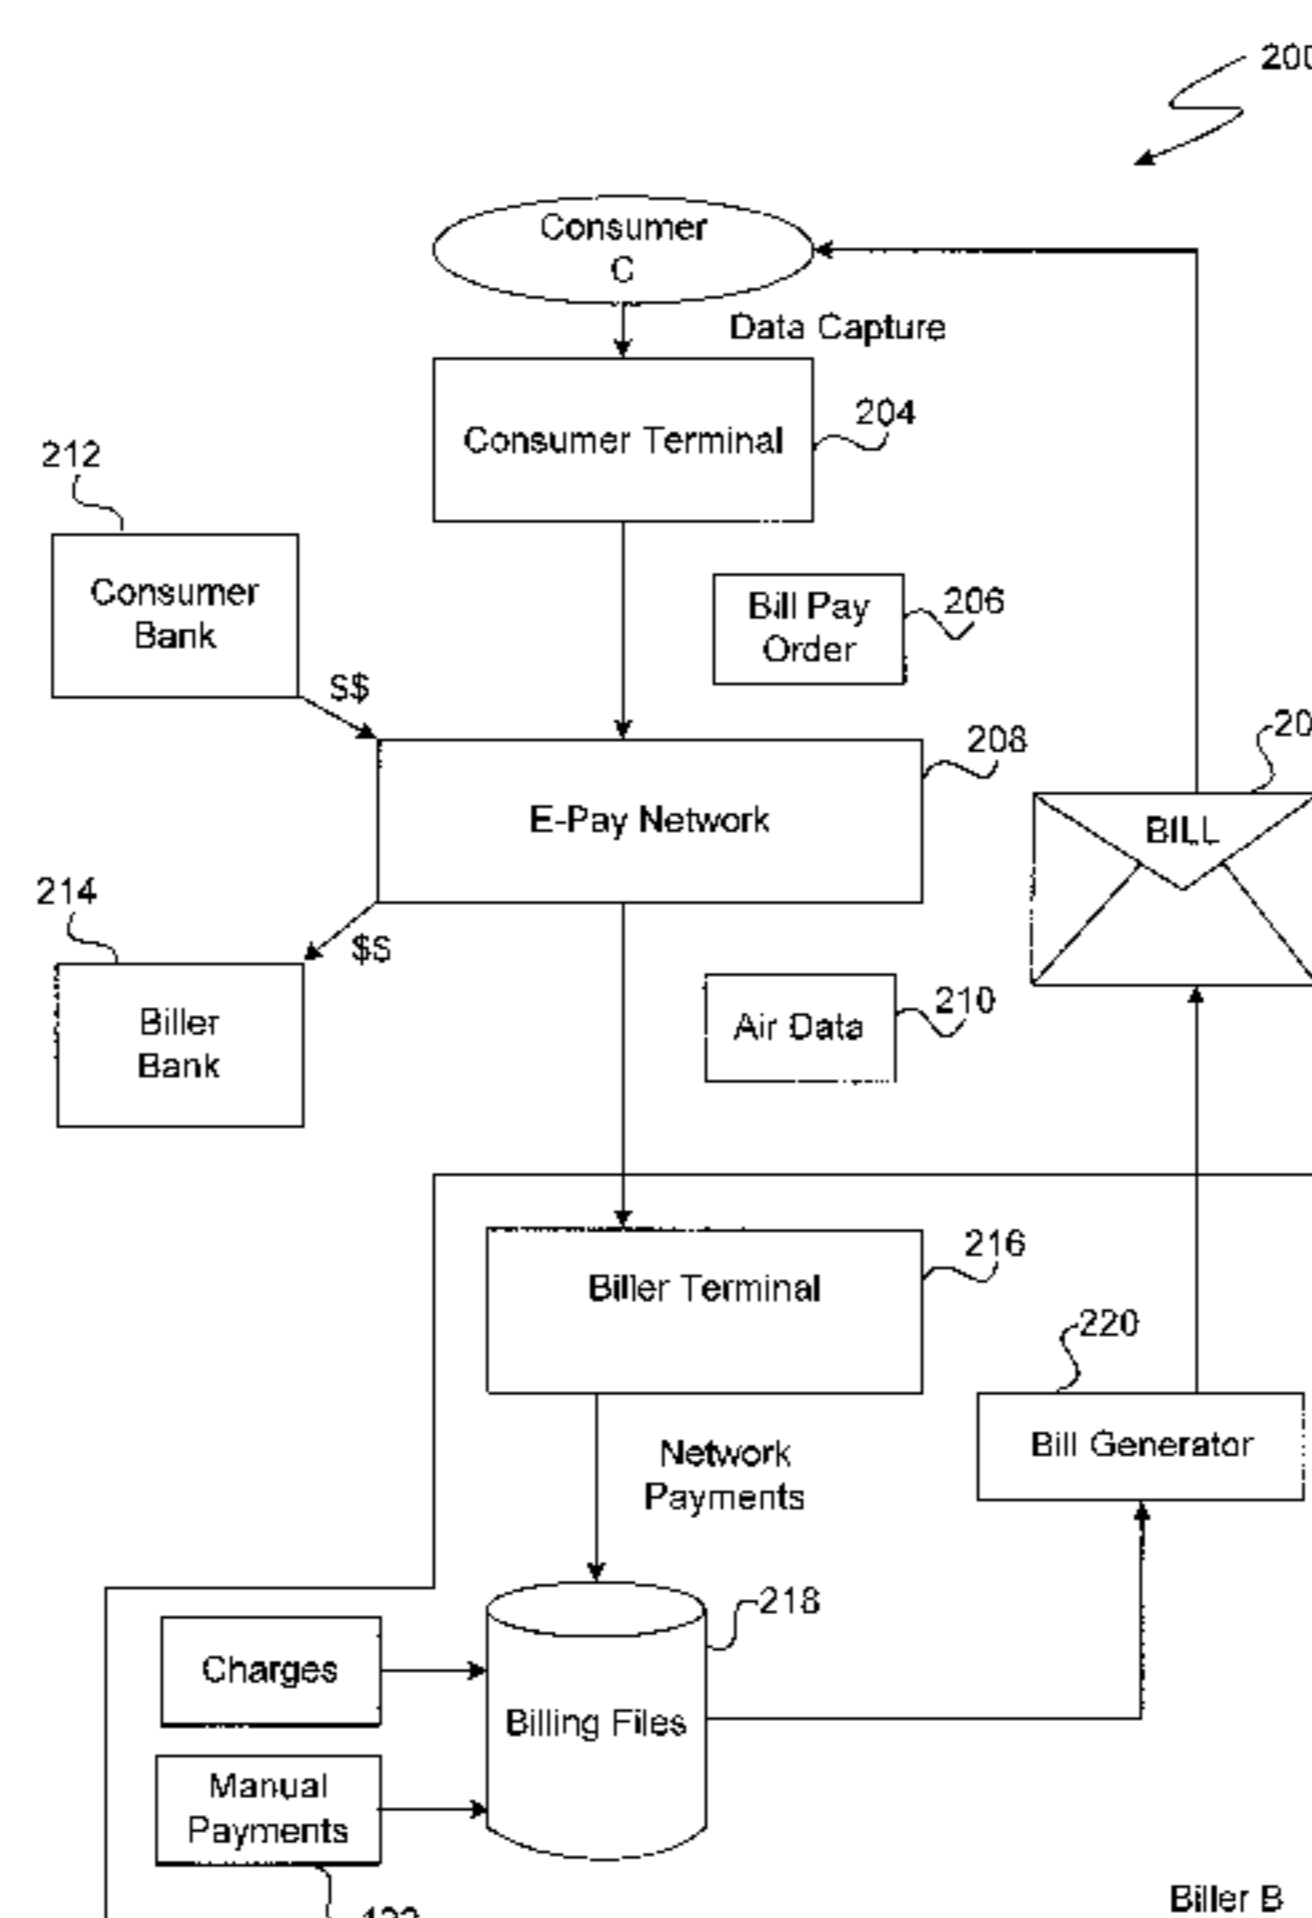 200
Consumer
C
Data Capture
Consumer Terminal
204
212
Consumer
Bank
Bill Pay
Order
206
$$
E-Pay Network
208
20
BILL
214
$$
Biller
Bank
Air Data
210
Biller Terminal
216
220
Bill Generator
Network
Payments
218
Charges
Billing Files
Manual
Payments
Biller B